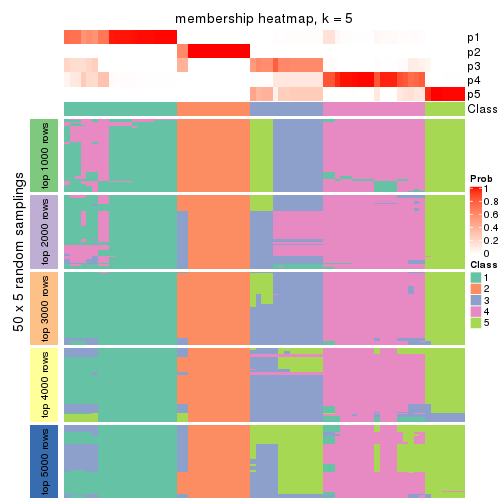 membership heatmap, k = 5
p1
p2
p3
p4
p5
Class
50 x 5 random samplings
top 1000 rows
top 2000 rows
top 3000 rows
top 4000 rows
top 5000 rows
Prob
1
0.8
0.6
0.4
0.2
0
Class
1
2
3
4
5